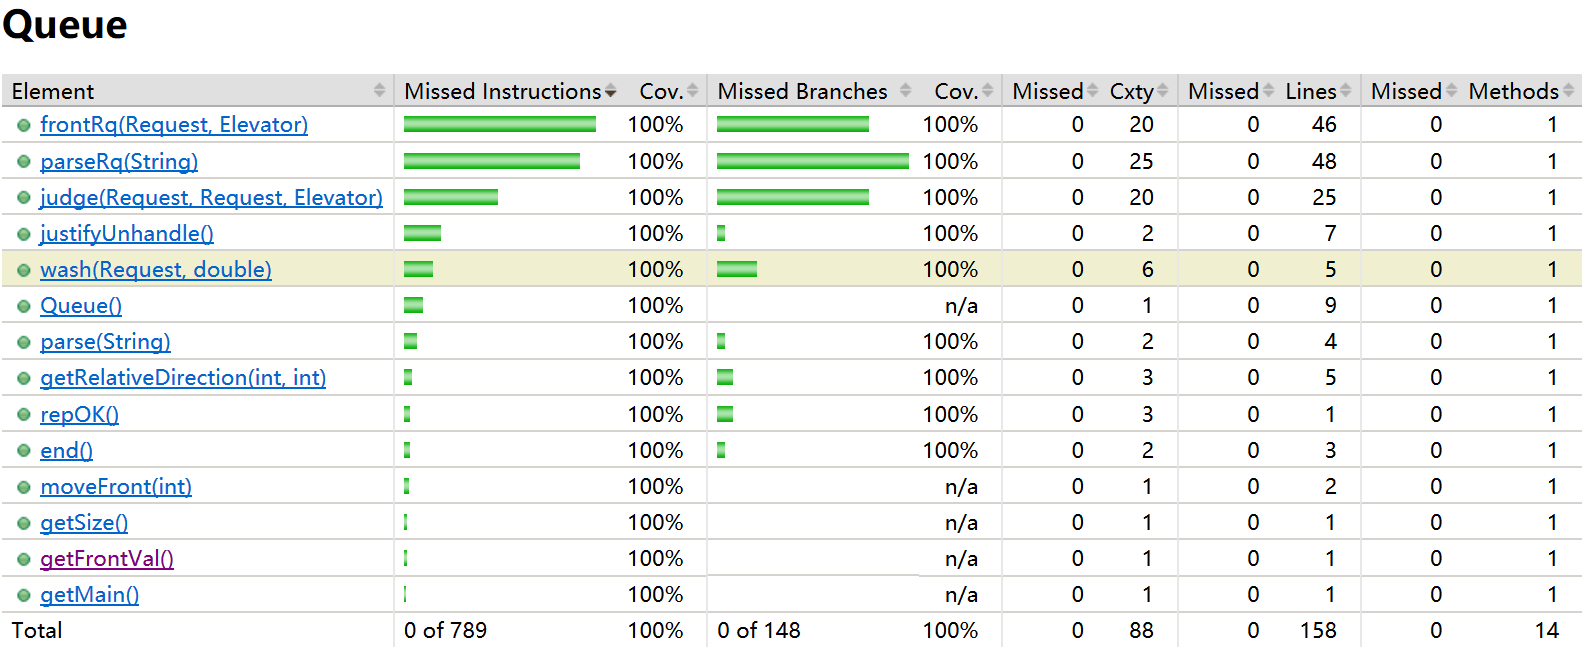 Queue
Element Missed Instructions Cov. Missed Branches Cov. Missed Cxty Missed Lines Missed Methods
frontRq(Request, Elevator) 100% 100% 0 20 0 46 0 1
parseRq(String) 100% 100% 0 25 0 48 0 1
judge(Request, Request, Elevator) 100% 100% 0 20 0 25 0 1
justifyUnhandle() 100% 100% 0 2 0 7 0 1
wash(Request, double) 100% 100% 0 6 0 5 0 1
Queue() 100% n/a 0 1 0 9 0 1
parse(String) 100% 100% 0 2 0 4 0 1
getRelativeDirection(int, int) 100% 100% 0 3 0 5 0 1
repOK() 100% 100% 0 3 0 1 0 1
end() 100% 100% 0 2 0 3 0 1
moveFront(int) 100% n/a 0 1 0 2 0 1
getSize() 100% n/a 0 1 0 1 0 1
getFrontVal() 100% n/a 0 1 0 1 0 1
getMain() 100% n/a 0 1 0 1 0 1
Total 0 of 789 100% 0 of 148 100% 0 88 0 158 0 14